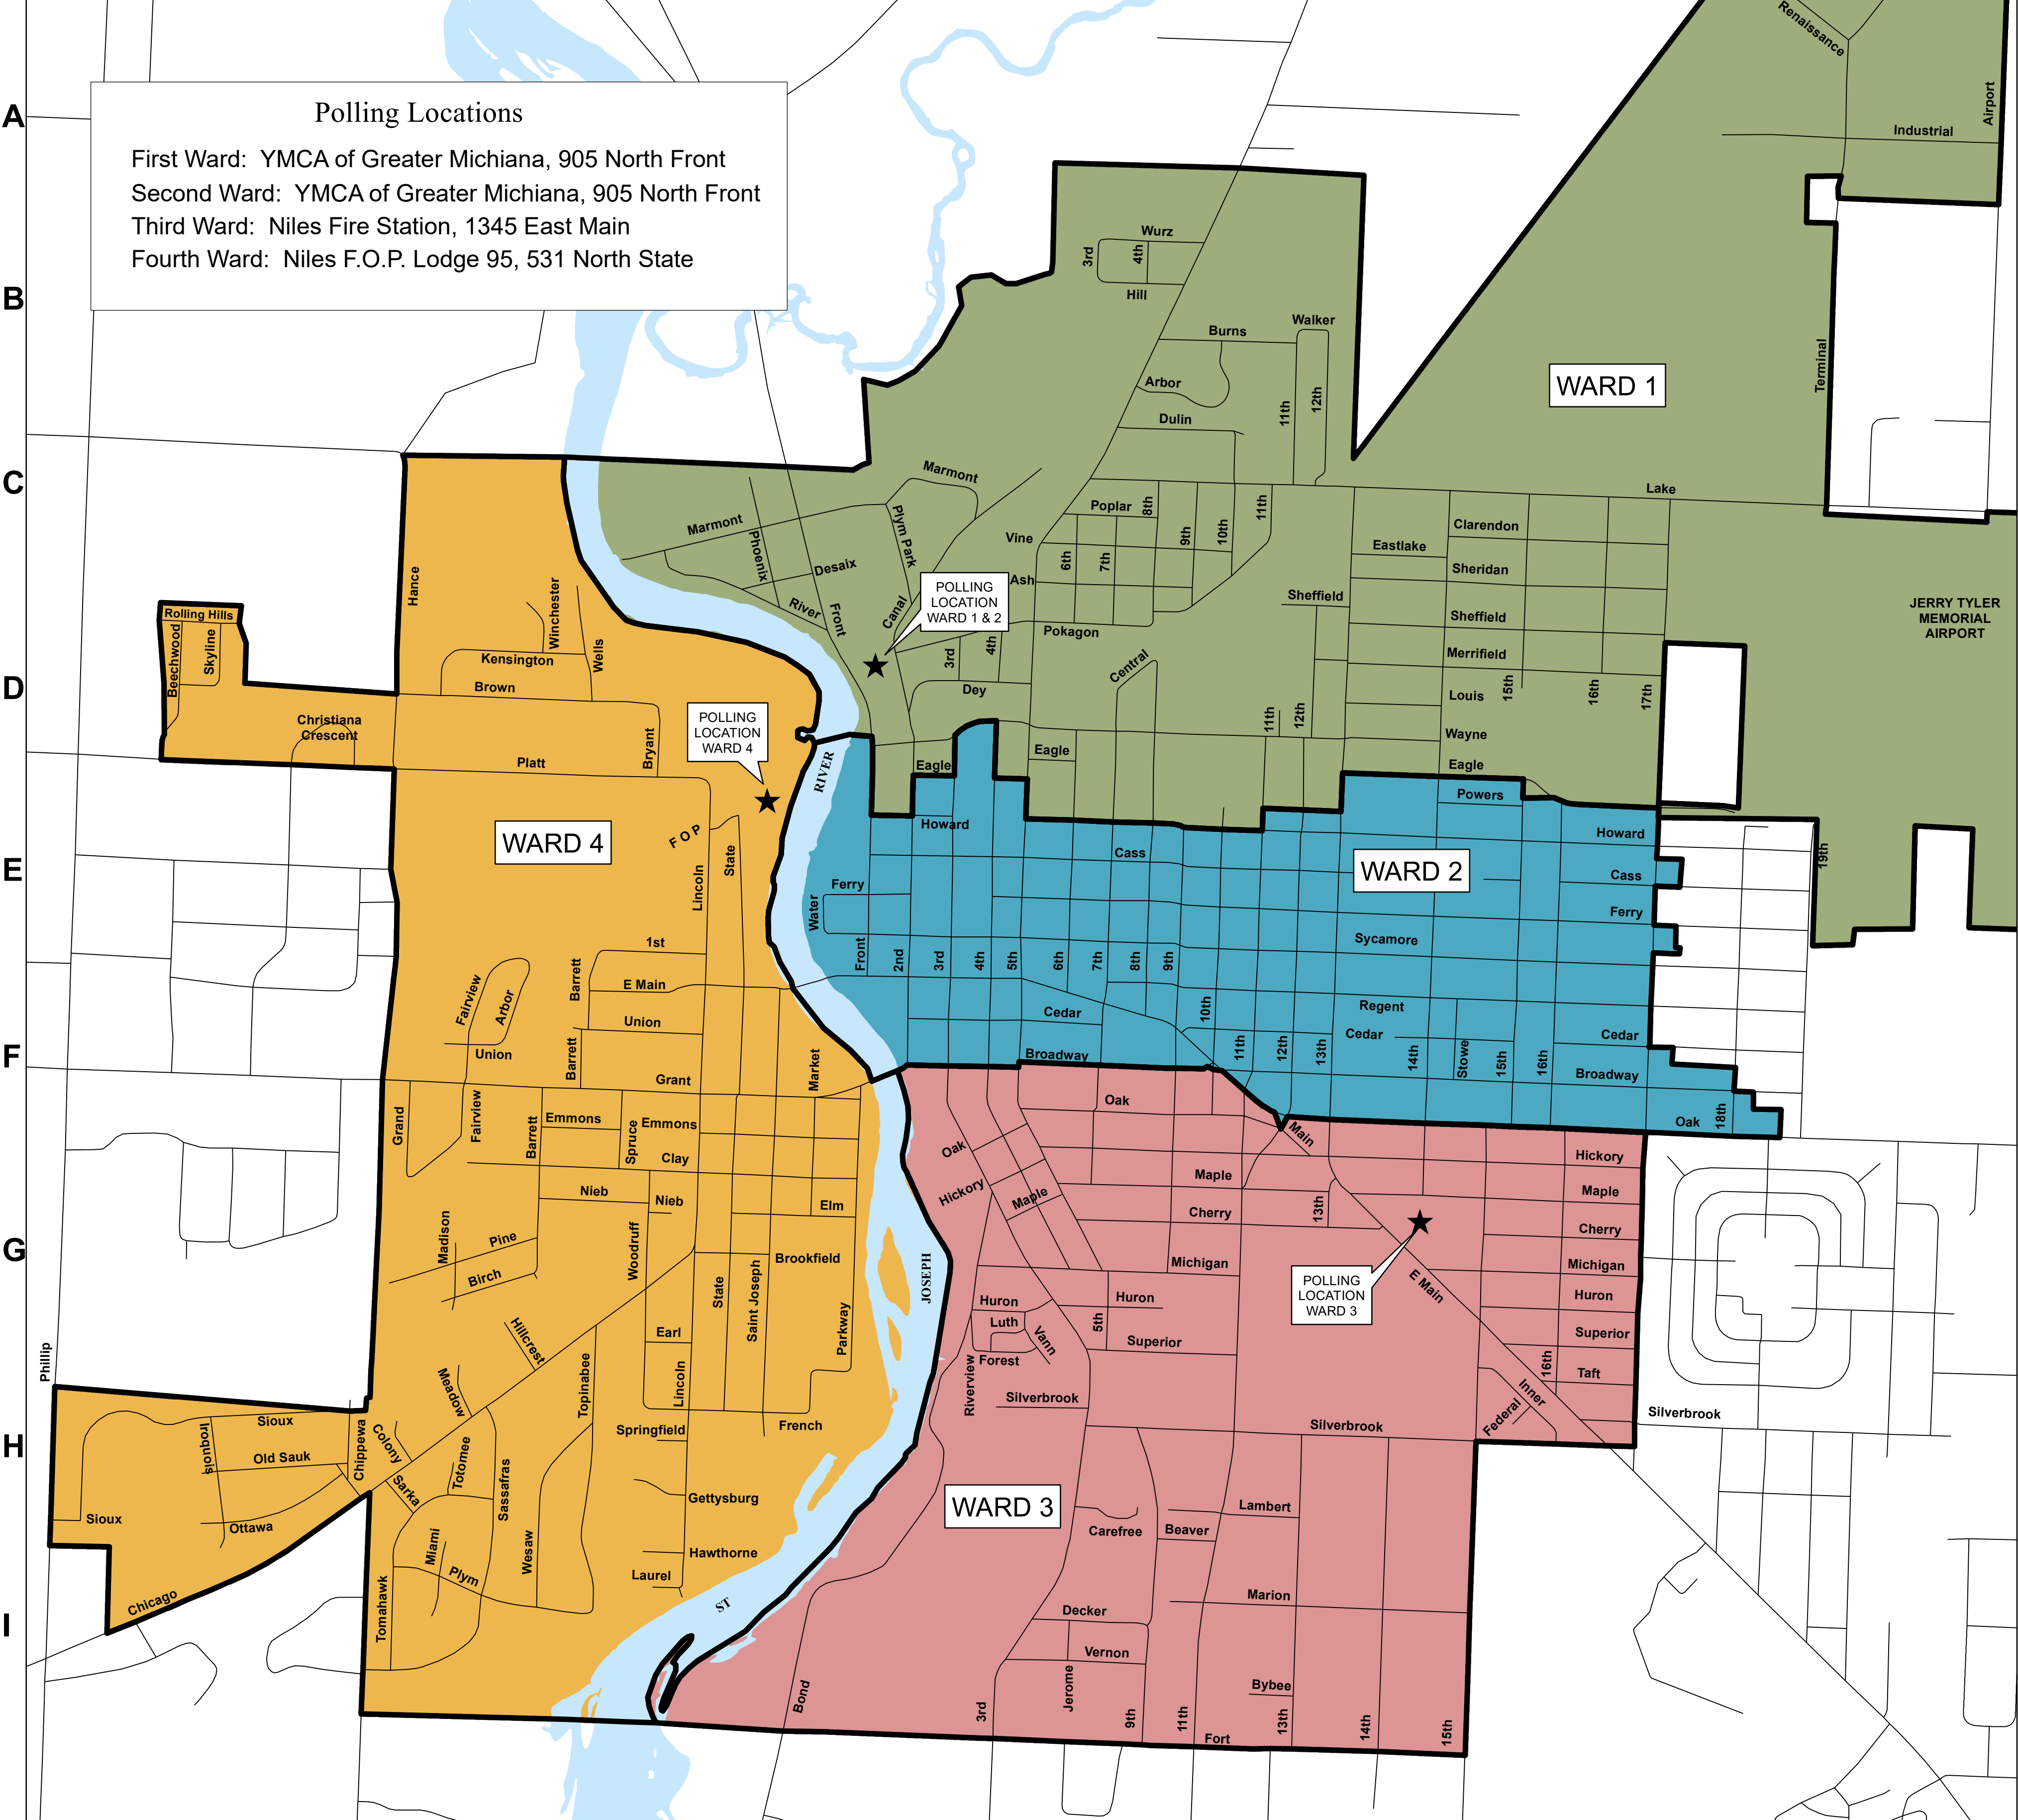 Polling Locations
First Ward:  YMCA of Greater Michiana, 905 North Front
Second Ward:  YMCA of Greater Michiana, 905 North Front
Third Ward:  Niles Fire Station, 1345 East Main
Fourth Ward:  Niles F.O.P. Lodge 95, 531 North State
A
B
C
D
E
F
G
H
I
Renaissance
Airport
Industrial
Terminal
WARD 1
Wurz
3rd
4th
Hill
Burns
Walker
Arbor
Dulin
11th
12th
Lake
Marmont
Marmont
Plym Park
Phoenix
Desaix
River
Front
Canal
Vine
Ash
Poplar
8th
9th
10th
11th
6th
7th
Pokagon
3rd
4th
Dey
Central
Eagle
Eagle
11th
12th
Clarendon
Eastlake
Sheridan
Sheffield
Sheffield
Merrifield
Louis
15th
16th
17th
Wayne
Eagle
JERRY TYLER
MEMORIAL
AIRPORT
19th
POLLING
LOCATION
WARD 1 & 2
WARD 2
Powers
Howard
Howard
Cass
Cass
Ferry
Ferry
Water
Front
2nd
3rd
4th
5th
6th
7th
8th
9th
Sycamore
10th
Regent
Cedar
Cedar
Cedar
Broadway
Broadway
11th
12th
13th
14th
Stowe
15th
16th
18th
Oak
RIVER
JOSEPH
ST
WARD 4
POLLING
LOCATION
WARD 4
Hance
Winchester
Wells
Kensington
Brown
Rolling Hills
Beechwood
Skyline
Christiana
Crescent
Platt
Bryant
F O P
Lincoln
State
1st
Barrett
E Main
Union
Fairview
Arbor
Union
Barrett
Grant
Market
Grand
Fairview
Barrett
Emmons
Spruce
Emmons
Clay
Nieb
Nieb
Elm
Madison
Pine
Birch
Woodruff
State
Saint Joseph
Brookfield
Parkway
Hillcrest
Earl
Lincoln
Topinabee
Meadow
Springfield
French
Phillip
Sioux
Iroquois
Old Sauk
Chippewa
Colony
Sarka
Totomee
Sassafras
Sioux
Ottawa
Chicago
Gettysburg
Hawthorne
Laurel
Miami
Plym
Wesaw
Tomahawk
WARD 3
POLLING
LOCATION
WARD 3
Oak
Main
Oak
Hickory
Maple
Maple
Cherry
13th
Michigan
Hickory
Maple
Cherry
Michigan
Huron
Superior
Taft
16th
E Main
Inner
Federal
Huron
Luth
Vann
Forest
5th
Huron
Superior
Riverview
Silverbrook
Silverbrook
Silverbrook
Lambert
Carefree
Beaver
Marion
Decker
Vernon
Jerome
Bybee
Bond
3rd
9th
11th
13th
14th
15th
Fort